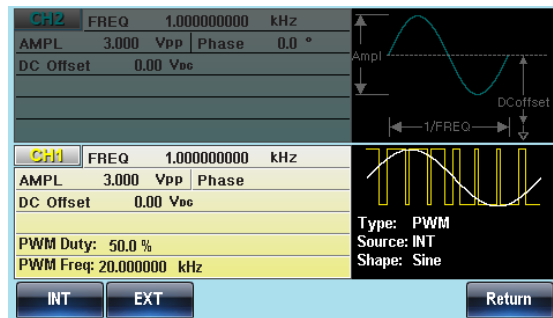 CH2 FREQ 1.000000000 kHz
AMPL 3.000 Vpp Phase 0.0 °
DC Offset 0.00 VDC
Ampl
DCoffset
1/FREQ
CH1 FREQ 1.000000000 kHz
AMPL 3.000 Vpp Phase
DC Offset 0.00 VDC
PWM Duty: 50.0 %
PWM Freq: 20.000000 kHz
Type: PWM
Source: INT
Shape: Sine
INT EXT Return